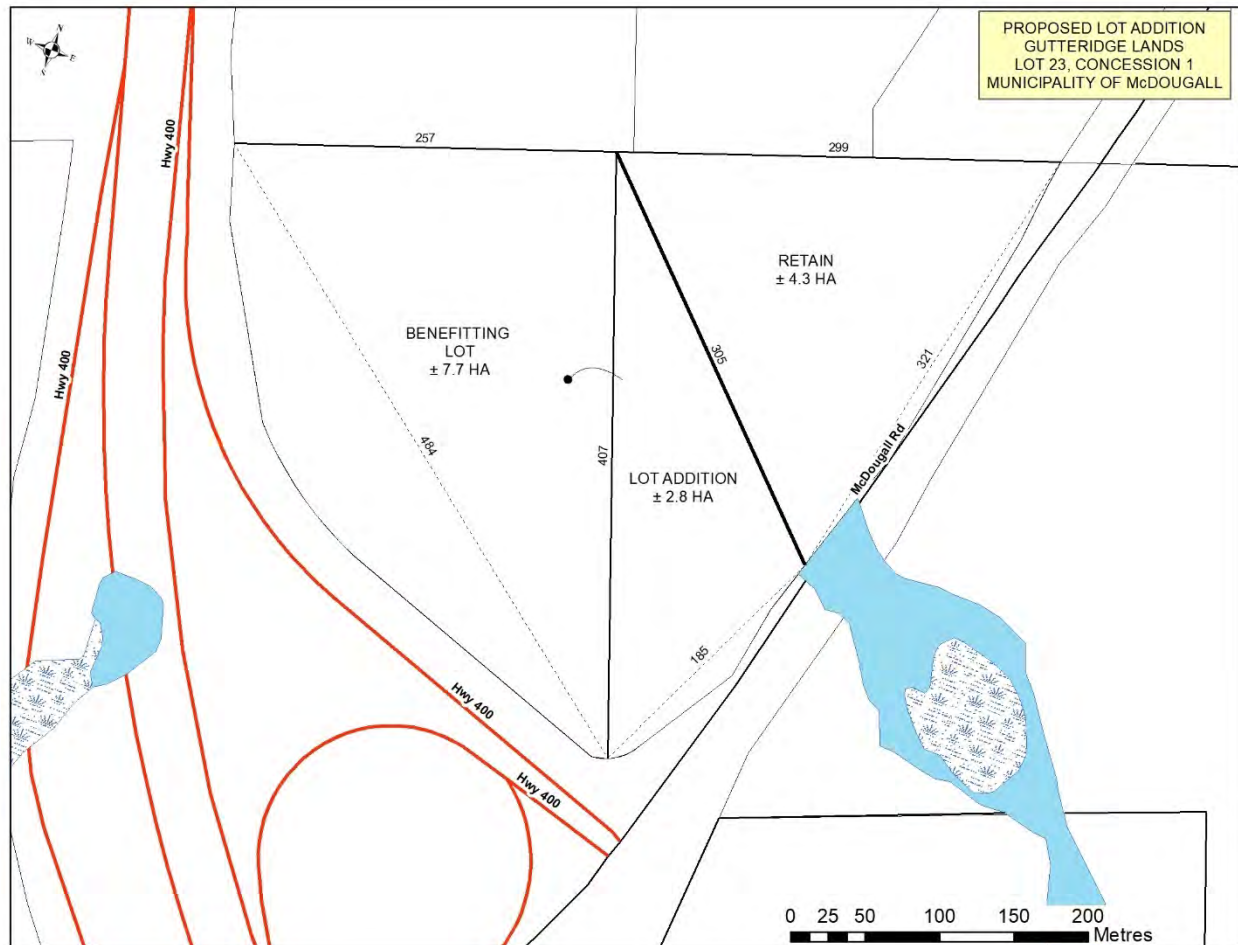 N
W
E
S
PROPOSED LOT ADDITION
GUTTERIDGE LANDS
LOT 23, CONCESSION 1
MUNICIPALITY OF McDOUGALL
Hwy 400
257
299
RETAIN
± 4.3 HA
BENEFITTING
LOT
± 7.7 HA
Hwy 400
305
321
484
407
McDougall Rd
LOT ADDITION
± 2.8 HA
185
Hwy 400
Hwy 400
0 25 50 100 150 200
Metres